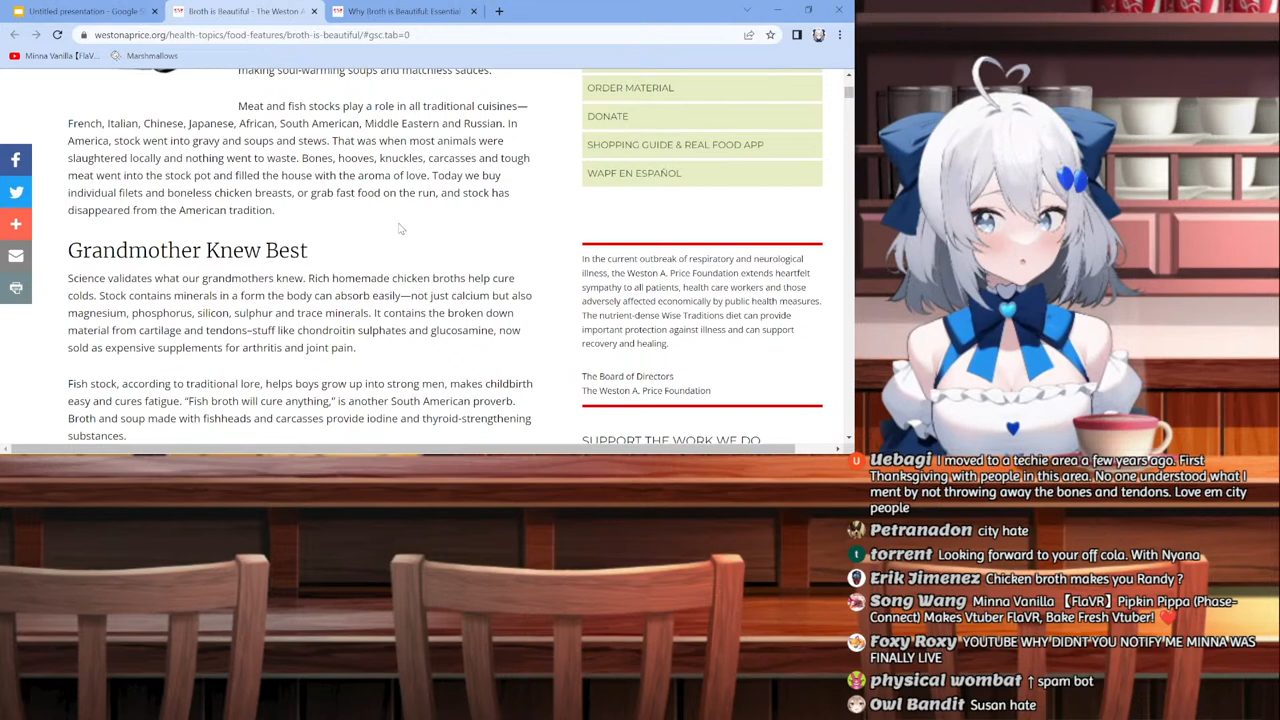 Untitled presentation - Google S
Broth is Beautiful - The Weston A
Why Broth is Beautiful: Essential
westonaprice.org/health-topics/food-features/broth-is-beautiful/#gsc.tab=0
Minna Vanilla【FlaV...
Marshmallows
making soul-warming soups and matchless sauces.
Meat and fish stocks play a role in all traditional cuisines—
French, Italian, Chinese, Japanese, African, South American, Middle Eastern and Russian. In
America, stock went into gravy and soups and stews. That was when most animals were
slaughtered locally and nothing went to waste. Bones, hooves, knuckles, carcasses and tough
meat went into the stock pot and filled the house with the aroma of love. Today we buy
individual filets and boneless chicken breasts, or grab fast food on the run, and stock has
disappeared from the American tradition.
Grandmother Knew Best
Science validates what our grandmothers knew. Rich homemade chicken broths help cure
colds. Stock contains minerals in a form the body can absorb easily—not just calcium but also
magnesium, phosphorus, silicon, sulphur and trace minerals. It contains the broken down
material from cartilage and tendons–stuff like chondroitin sulphates and glucosamine, now
sold as expensive supplements for arthritis and joint pain.
Fish stock, according to traditional lore, helps boys grow up into strong men, makes childbirth
easy and cures fatigue. “Fish broth will cure anything,” is another South American proverb.
Broth and soup made with fishheads and carcasses provide iodine and thyroid-strengthening
substances.
ORDER MATERIAL
DONATE
SHOPPING GUIDE & REAL FOOD APP
WAPF EN ESPAÑOL
In the current outbreak of respiratory and neurological
illness, the Weston A. Price Foundation extends heartfelt
sympathy to all patients, health care workers and those
adversely affected economically by public health measures.
The nutrient-dense Wise Traditions diet can provide
important protection against illness and can support
recovery and healing.
The Board of Directors
The Weston A. Price Foundation
SUPPORT THE WORK WE DO
U Uebagi I moved to a techie area a few years ago. First
Thanksgiving with people in this area. No one understood what I
ment by not throwing away the bones and tendons. Love em city
people
Petranadon city hate
t torrent Looking forward to your off cola. With Nyana
Erik Jimenez Chicken broth makes you Randy ?
Song Wang Minna Vanilla 【FlaVR】Pipkin Pippa (Phase-
Connect) Makes Vtuber FlaVR, Bake Fresh Vtuber! ❤️
Foxy Roxy YOUTUBE WHY DIDNT YOU NOTIFY ME MINNA WAS
FINALLY LIVE
physical wombat ↑ spam bot
Owl Bandit Susan hate